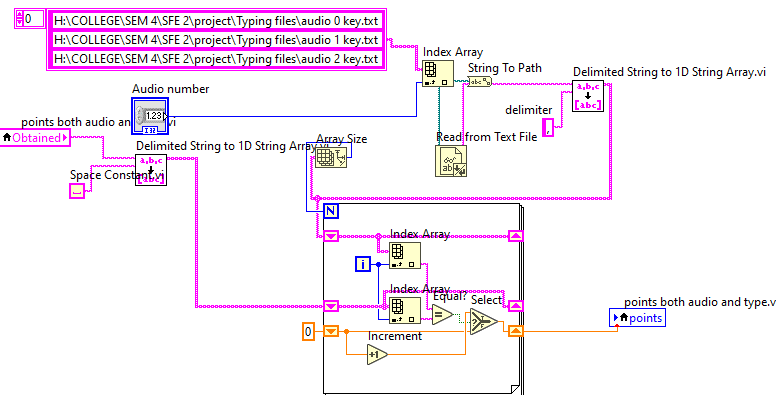 0
H:\COLLEGE\SEM 4\SFE 2\project\Typing files\audio 0 key.txt
H:\COLLEGE\SEM 4\SFE 2\project\Typing files\audio 1 key.txt
H:\COLLEGE\SEM 4\SFE 2\project\Typing files\audio 2 key.txt
Index Array
String To Path
Delimited String to 1D String Array.vi
a,b,c
[abc]
Audio number
1.23
delimiter
,
points both audio an
Obtained
Read from Text File
Array Size
Delimited String to 1D String Array.vi
a,b,c
[abc]
Space Constant.vi
N
Index Array
i
Index Array
Equal?
Select
=
?
points both audio and type.v
points
0
Increment
+1